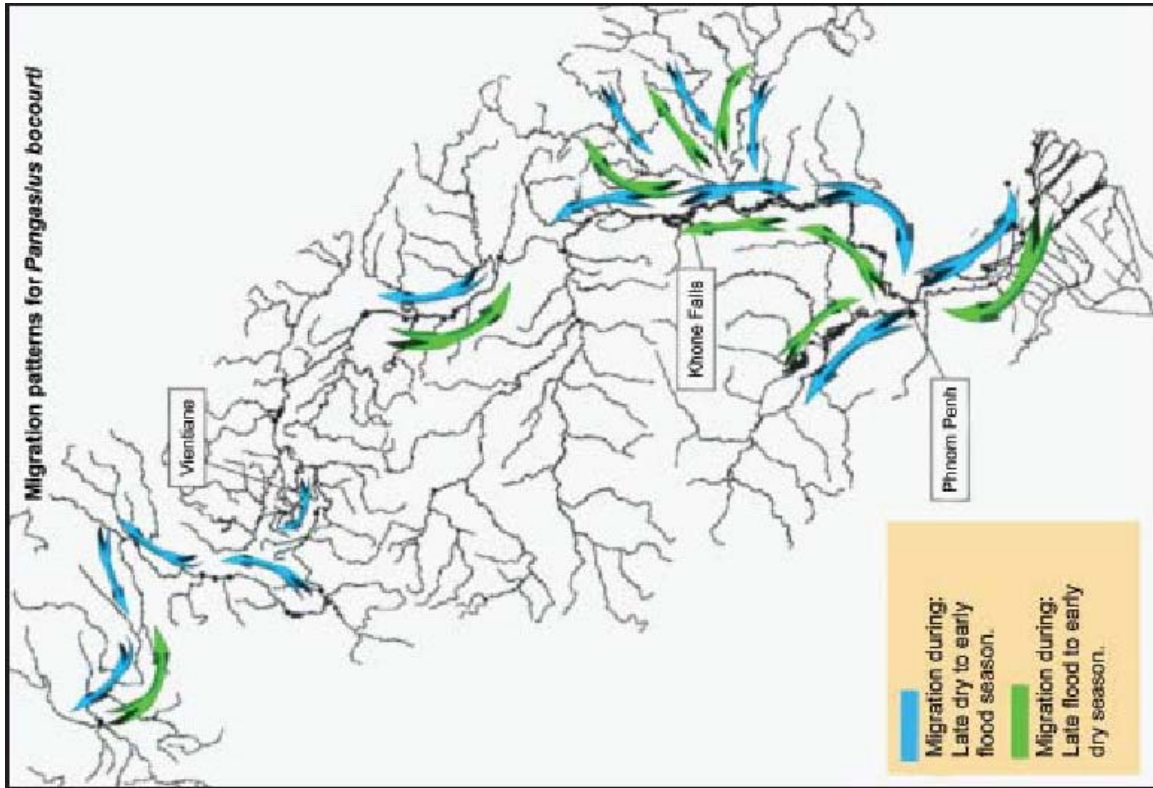 Migration patterns for Pangasius bocourti
Vientiane
Khone Falls
Phnom Penh
Migration during:
Late dry to early
flood season.
Migration during:
Late flood to early
dry season.